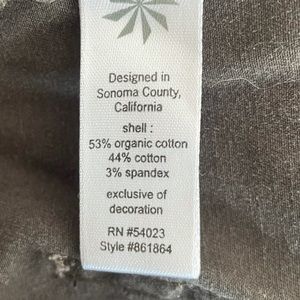 Designed in
Sonoma County,
California
shell :
53% organic cotton
44% cotton
3% spandex
exclusive of
decoration
RN #54023
Style #861864